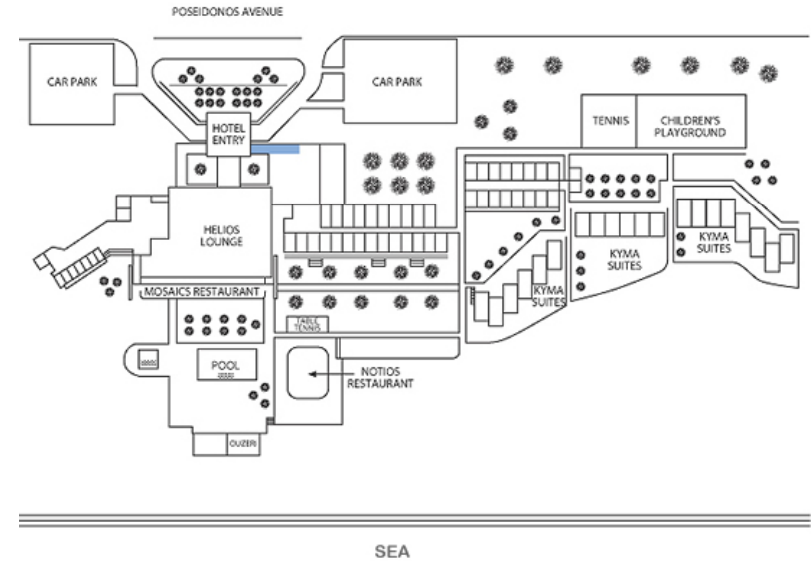 POSEIDONOS AVENUE
CAR PARK
CAR PARK
HOTEL
ENTRY
TENNIS
CHILDREN'S
PLAYGROUND
HELIOS
LOUNGE
KYMA
SUITES
KYMA
SUITES
KYMA
SUITES
MOSAICS RESTAURANT
TABLE
TENNIS
POOL
NOTIOS
RESTAURANT
OUZERI
SEA